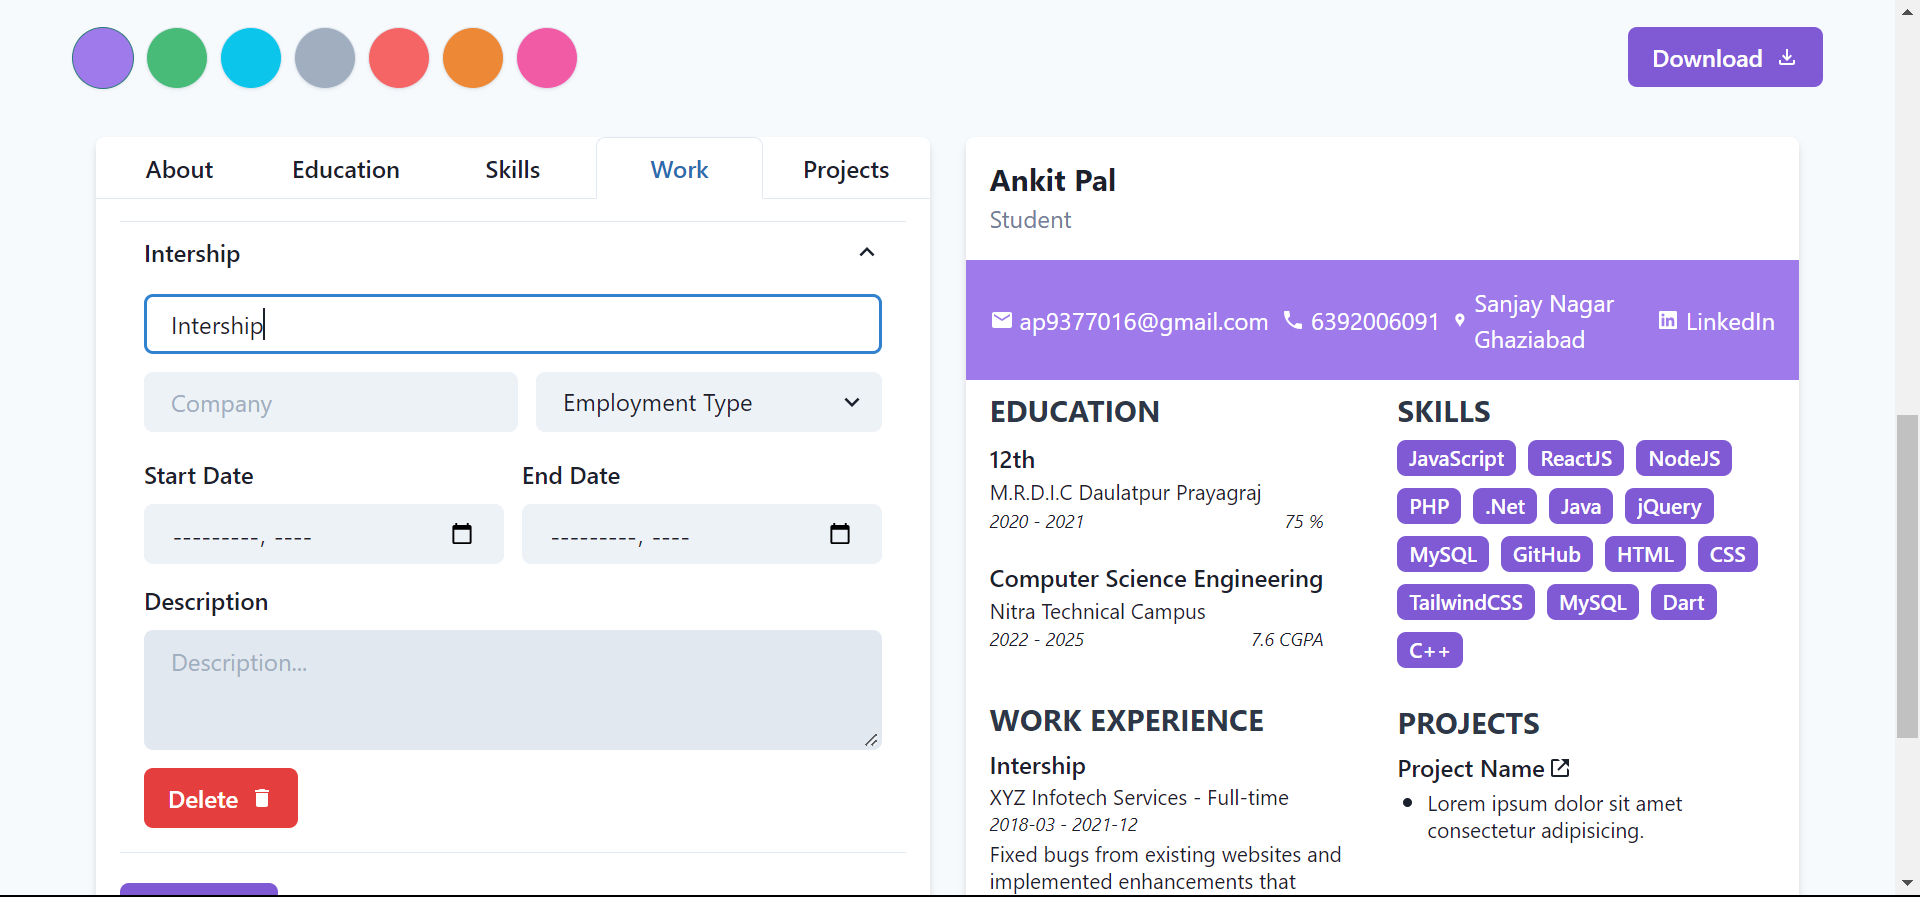 Download
About Education Skills Work Projects
Intership
Intership
Company Employment Type
Start Date End Date
---------, ---- ---------, ----
Description
Description...
Delete
Ankit Pal
Student
ap9377016@gmail.com 6392006091 Sanjay Nagar Ghaziabad LinkedIn
EDUCATION
12th
M.R.D.I.C Daulatpur Prayagraj
2020 - 2021 75 %
Computer Science Engineering
Nitra Technical Campus
2022 - 2025 7.6 CGPA
WORK EXPERIENCE
Intership
XYZ Infotech Services - Full-time
2018-03 - 2021-12
Fixed bugs from existing websites and
implemented enhancements that
SKILLS
JavaScript ReactJS NodeJS
PHP .Net Java jQuery
MySQL GitHub HTML CSS
TailwindCSS MySQL Dart
C++
PROJECTS
Project Name
Lorem ipsum dolor sit amet
consectetur adipisicing.